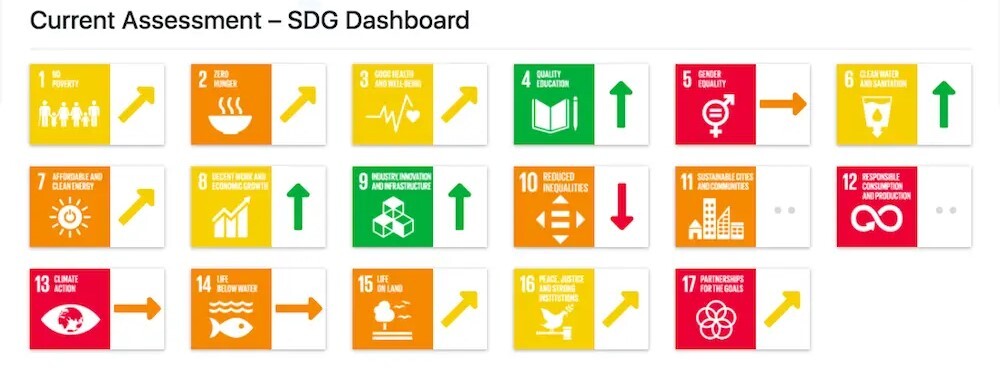 Current Assessment – SDG Dashboard
1 NO
POVERTY
2 ZERO
HUNGER
3 GOOD HEALTH
AND WELL-BEING
4 QUALITY
EDUCATION
5 GENDER
EQUALITY
6 CLEAN WATER
AND SANITATION
7 AFFORDABLE AND
CLEAN ENERGY
8 DECENT WORK AND
ECONOMIC GROWTH
9 INDUSTRY, INNOVATION
AND INFRASTRUCTURE
10 REDUCED
INEQUALITIES
11 SUSTAINABLE CITIES
AND COMMUNITIES
12 RESPONSIBLE
CONSUMPTION
AND PRODUCTION
13 CLIMATE
ACTION
14 LIFE
BELOW WATER
15 LIFE
ON LAND
16 PEACE, JUSTICE
AND STRONG
INSTITUTIONS
17 PARTNERSHIPS
FOR THE GOALS